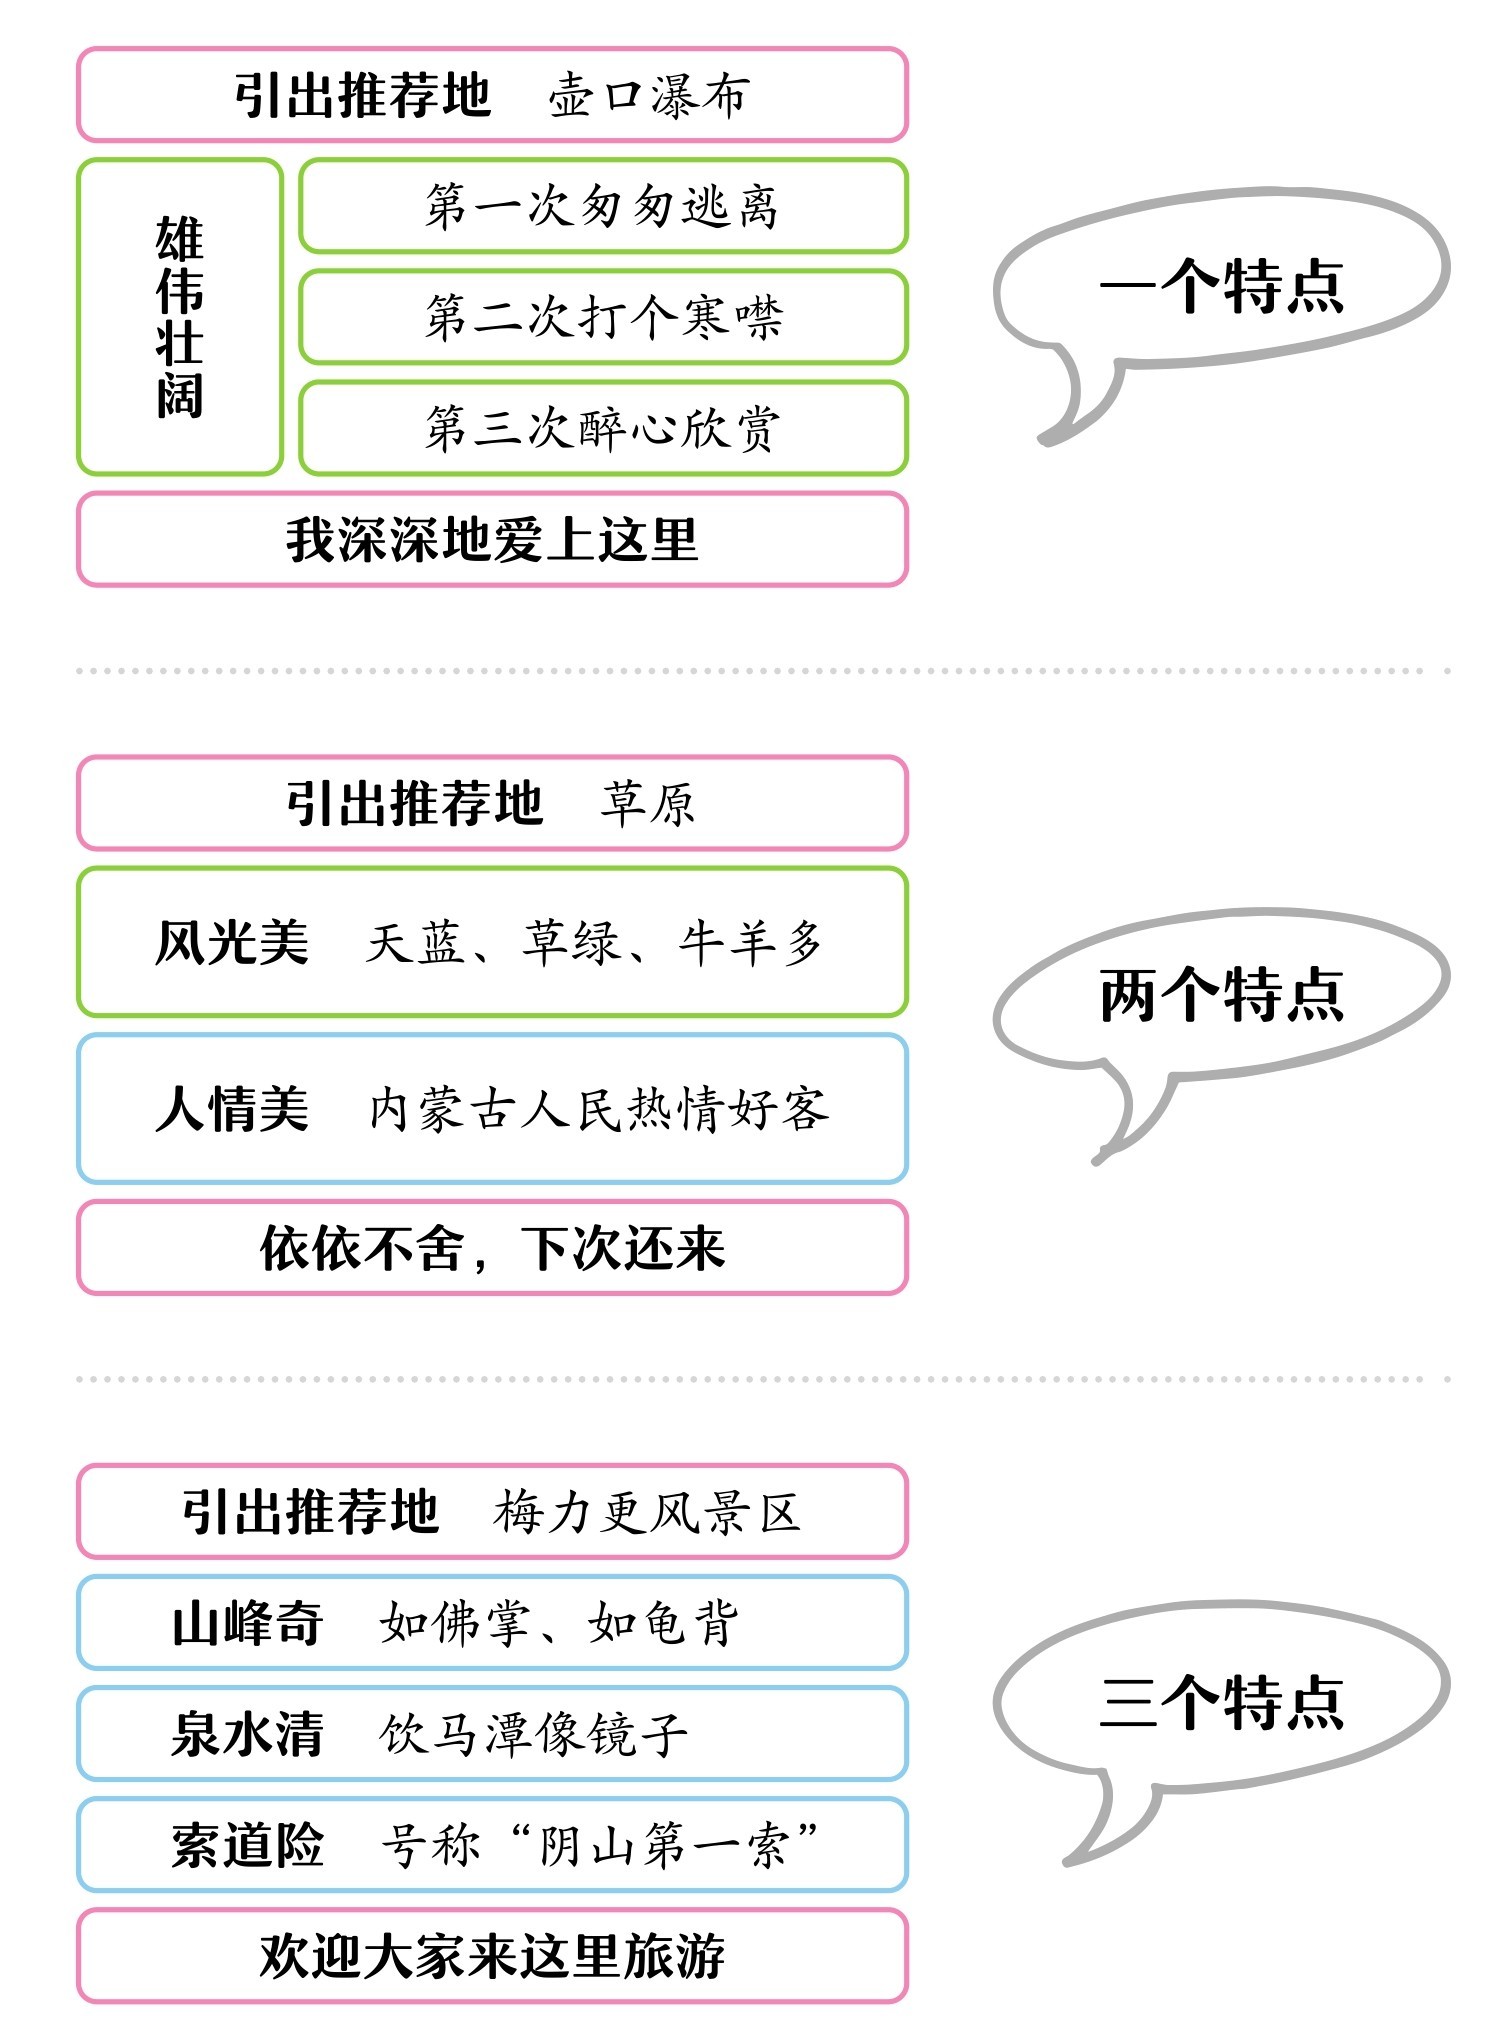 引出推荐地 壶口瀑布
雄伟壮阔
第一次匆匆逃离
第二次打个寒噤
第三次醉心欣赏
我深深地爱上这里
一个特点
引出推荐地 草原
风光美 天蓝、草绿、牛羊多
人情美 内蒙古人民热情好客
依依不舍，下次还来
两个特点
引出推荐地 梅力更风景区
山峰奇 如佛掌、如龟背
泉水清 饮马潭像镜子
索道险 号称“阴山第一索”
欢迎大家来这里旅游
三个特点